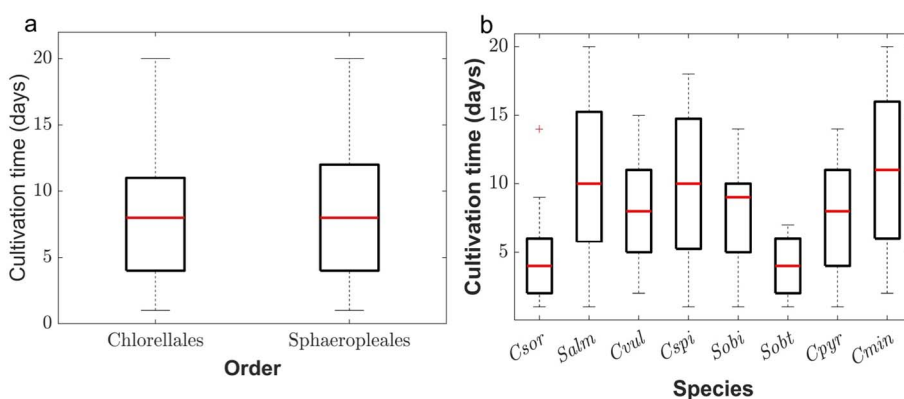 a
Cultivation time (days)
20
15
10
5
0
Chlorellales Sphaeropleales
Order
b
Cultivation time (days)
20
15
10
5
Csor Salm Cvul Cspi Sobi Sobt Cpyr Cmin
Species